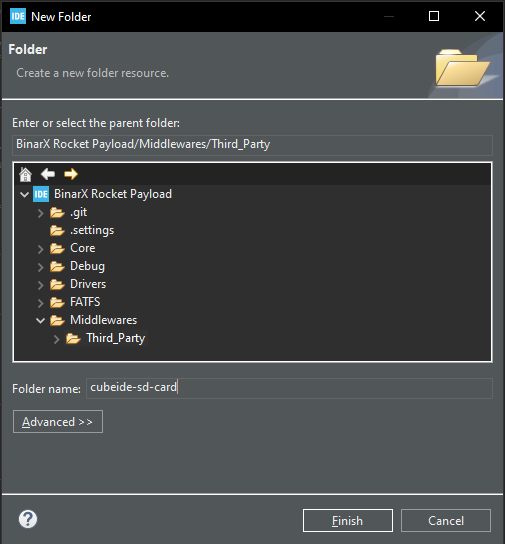 IDE New Folder
Folder
Create a new folder resource.
Enter or select the parent folder:
BinarX Rocket Payload/Middlewares/Third_Party
IDE BinarX Rocket Payload
.git
.settings
Core
Debug
Drivers
FATFS
Middlewares
Third_Party
Folder name: cubeide-sd-card
Advanced >>
?
Finish Cancel